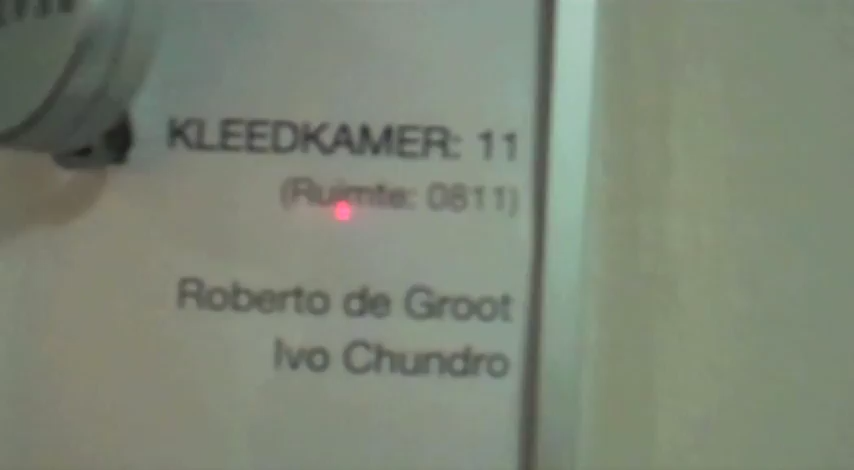 KLEEDKAMER: 11
(Ruimte: 0811)
Roberto de Groot
Ivo Chundro